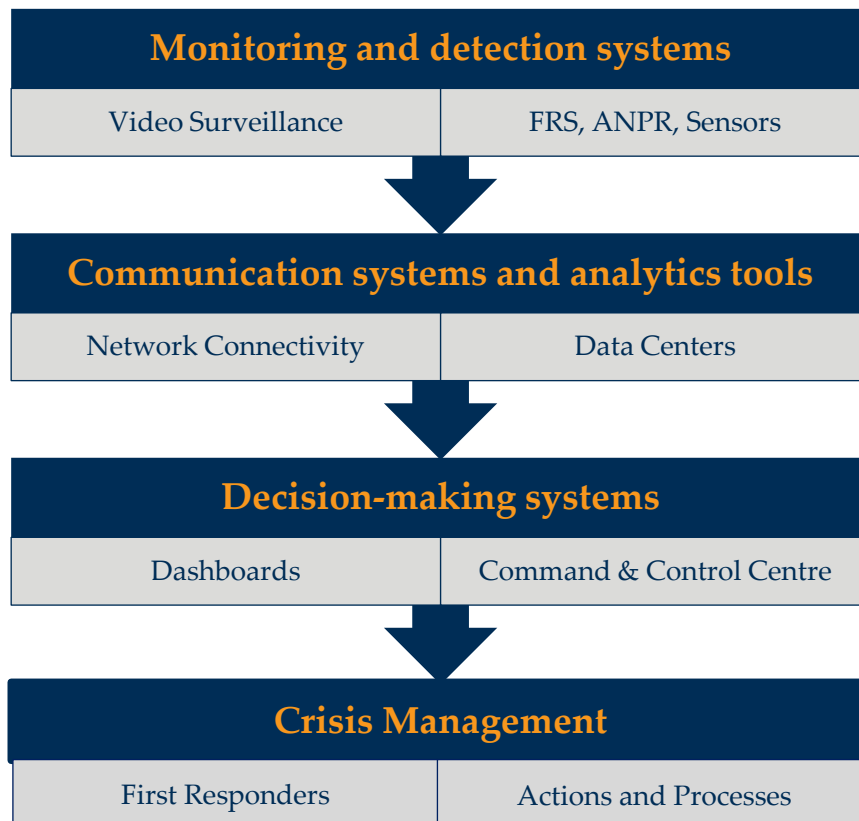 Monitoring and detection systems
Video Surveillance
FRS, ANPR, Sensors
Communication systems and analytics tools
Network Connectivity
Data Centers
Decision-making systems
Dashboards
Command & Control Centre
Crisis Management
First Responders
Actions and Processes